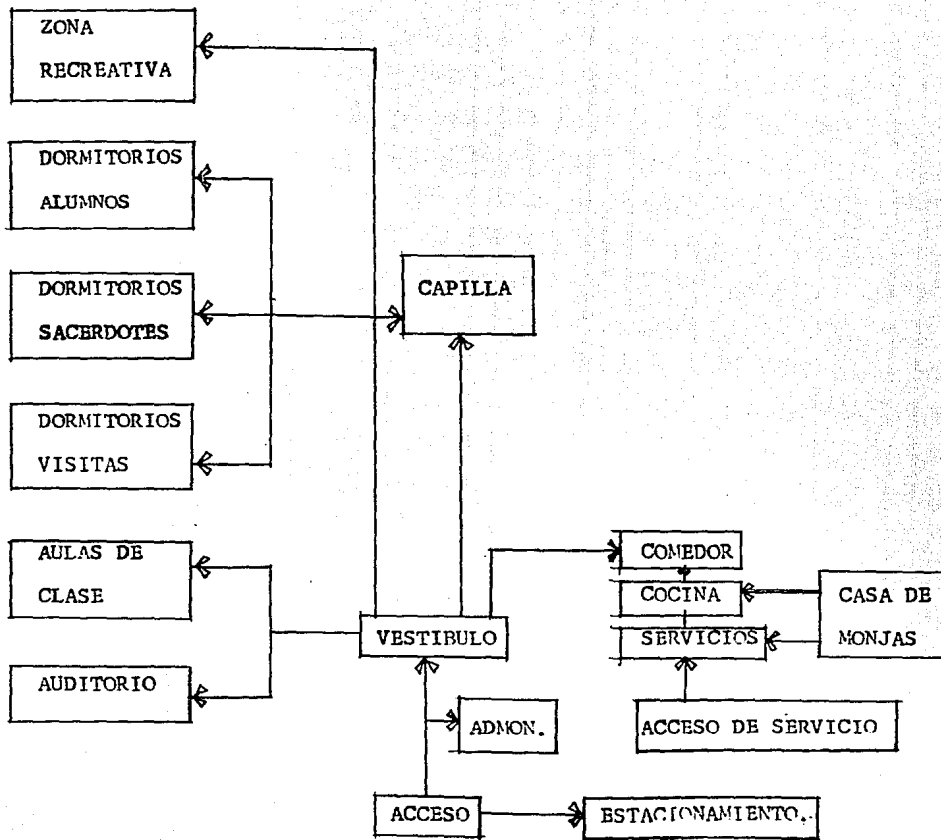 ZONA
RECREATIVA
DORMITORIOS
ALUMNOS
DORMITORIOS
SACERDOTES
CAPILLA
DORMITORIOS
VISITAS
AULAS DE
CLASE
AUDITORIO
VESTIBULO
COMEDOR
COCINA
SERVICIOS
CASA DE
MONJAS
ADMON.
ACCESO DE SERVICIO
ACCESO
ESTACIONAMIENTO.